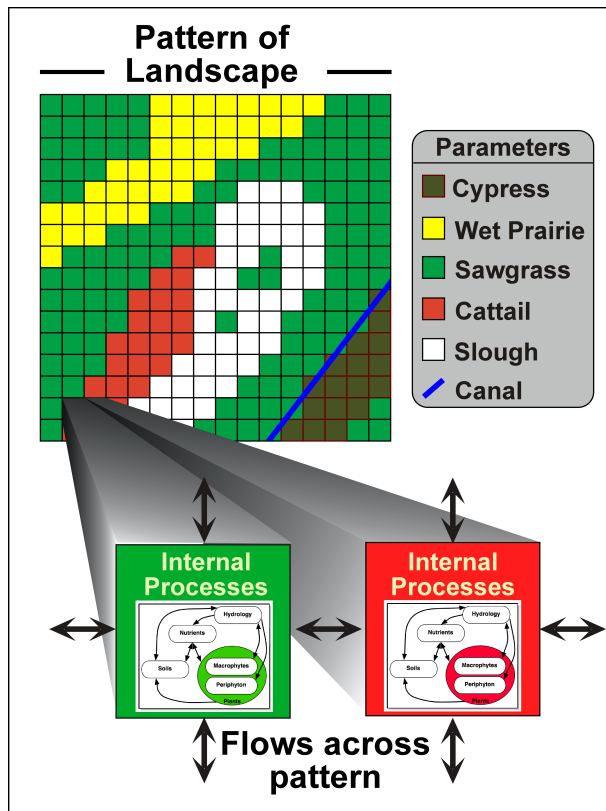 Pattern of
Landscape
Parameters
Cypress
Wet Prairie
Sawgrass
Cattail
Slough
Canal
Internal
Processes
Hydrology
Nutrients
Soils
Macrophytes
Periphyton
Plants
Internal
Processes
Hydrology
Nutrients
Soils
Macrophytes
Periphyton
Plants
Flows across
pattern